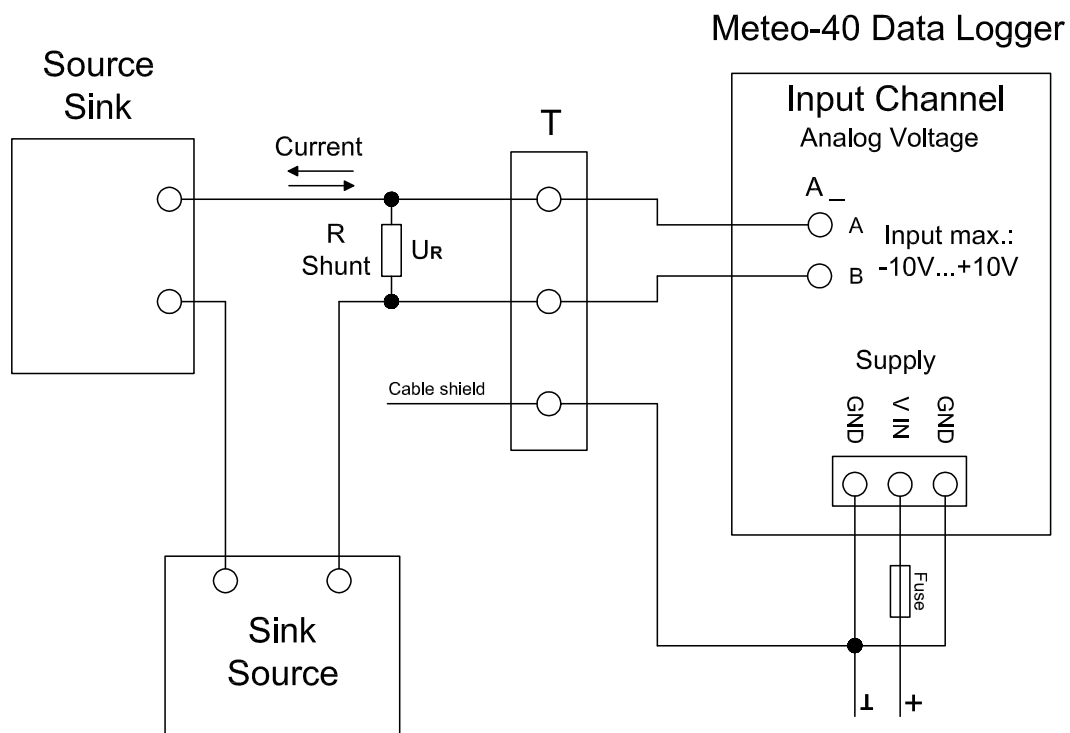 Meteo-40 Data Logger
Source
Sink
Input Channel
Analog Voltage
T
Current
A _
A
Input max.:
-10V...+10V
B
R
Shunt
UR
Supply
Cable shield
GND
V IN
GND
Fuse
Sink
Source
+